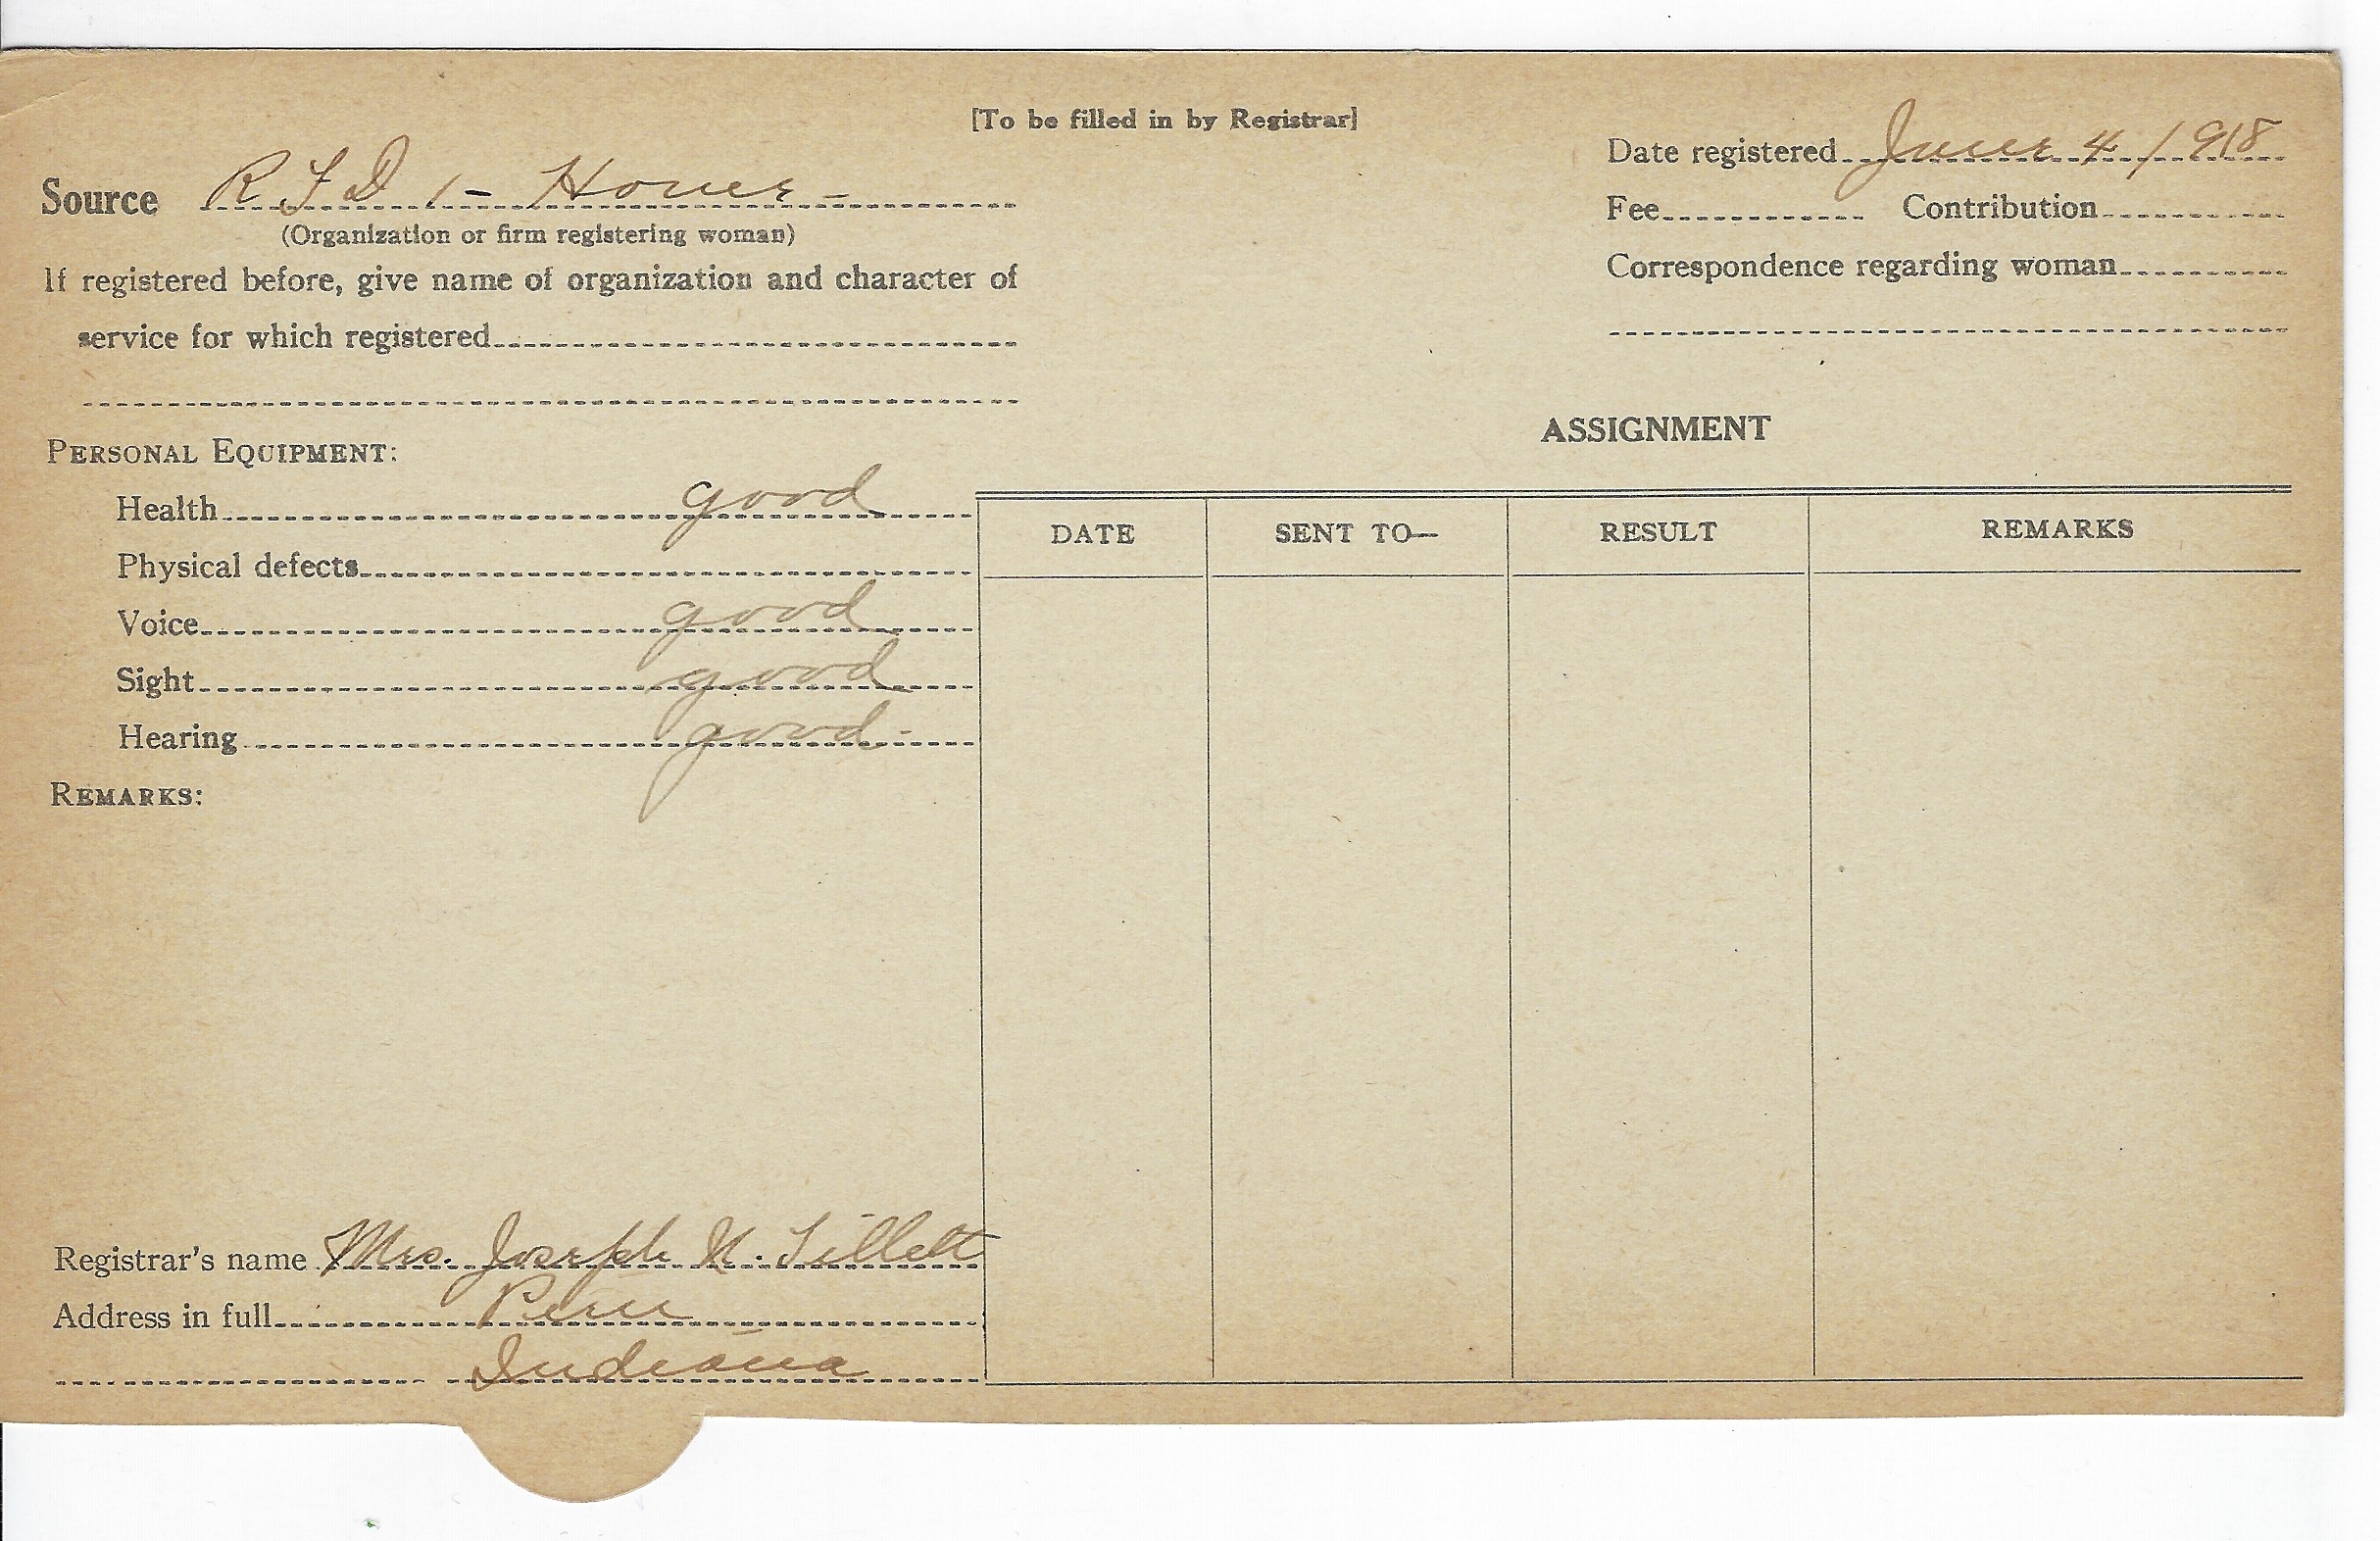 [To be filled in by Registrar]
Date registered June 4 1918
Source R F D 1 - Home -
Fee Contribution
(Organization or firm registering woman)
If registered before, give name of organization and character of
Correspondence regarding woman
service for which registered
ASSIGNMENT
PERSONAL EQUIPMENT:
Health good
DATE SENT TO— RESULT REMARKS
Physical defects
Voice good
Sight good
Hearing good
REMARKS:
Registrar's name Mrs. Joseph N. Tillett
Address in full Peru
Indiana